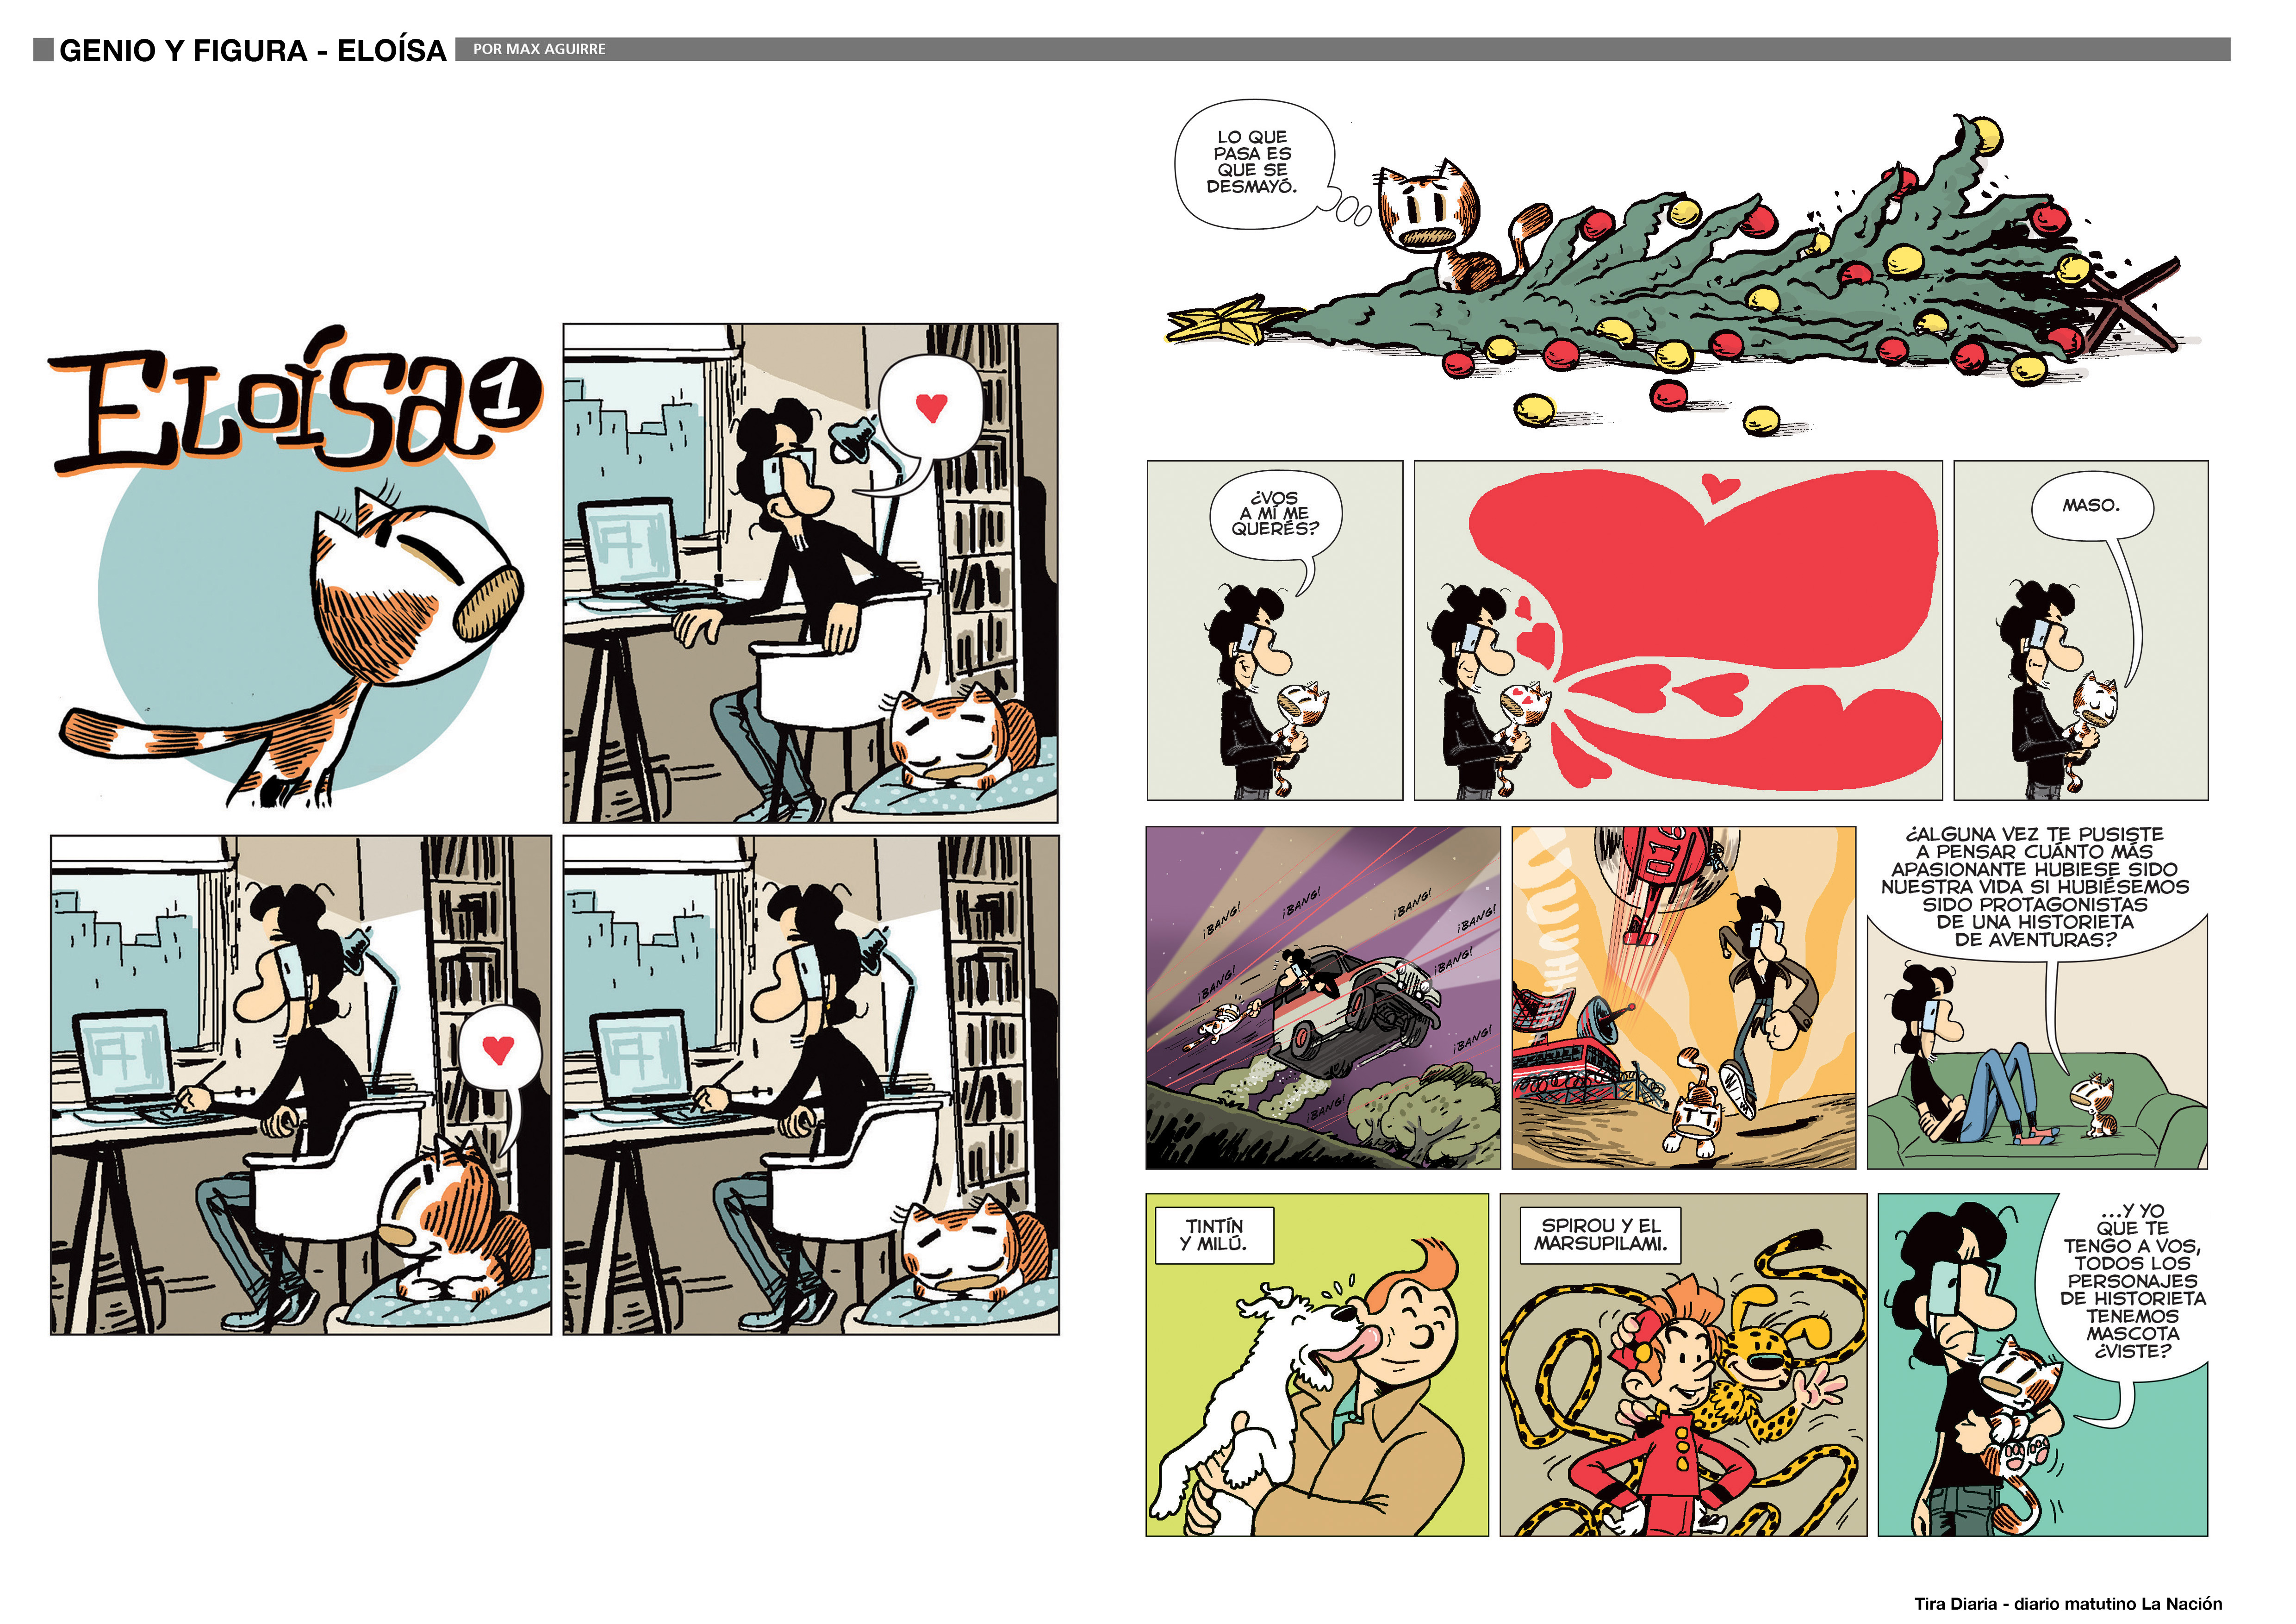 GENIO Y FIGURA - ELOÍSA
POR MAX AGUIRRE
ELOÍSA 1
LO QUE
PASA ES
QUE SE
DESMAYÓ.
¿VOS
A MÍ ME
QUERÉS?
MASO.
¡BANG!
¡BANG!
¡BANG!
¡BANG!
¡BANG!
¡BANG!
¡BANG!
¡BANG!
¡BANG!
016
¿ALGUNA VEZ TE PUSISTE
A PENSAR CUÁNTO MÁS
APASIONANTE HUBIESE SIDO
NUESTRA VIDA SI HUBIÉSEMOS
SIDO PROTAGONISTAS
DE UNA HISTORIETA
DE AVENTURAS?
TINTÍN
Y MILÚ.
SPIROU Y EL
MARSUPILAMI.
...Y YO
QUE TE
TENGO A VOS,
TODOS LOS
PERSONAJES
DE HISTORIETA
TENEMOS
MASCOTA
¿VISTE?
Tira Diaria - diario matutino La Nación